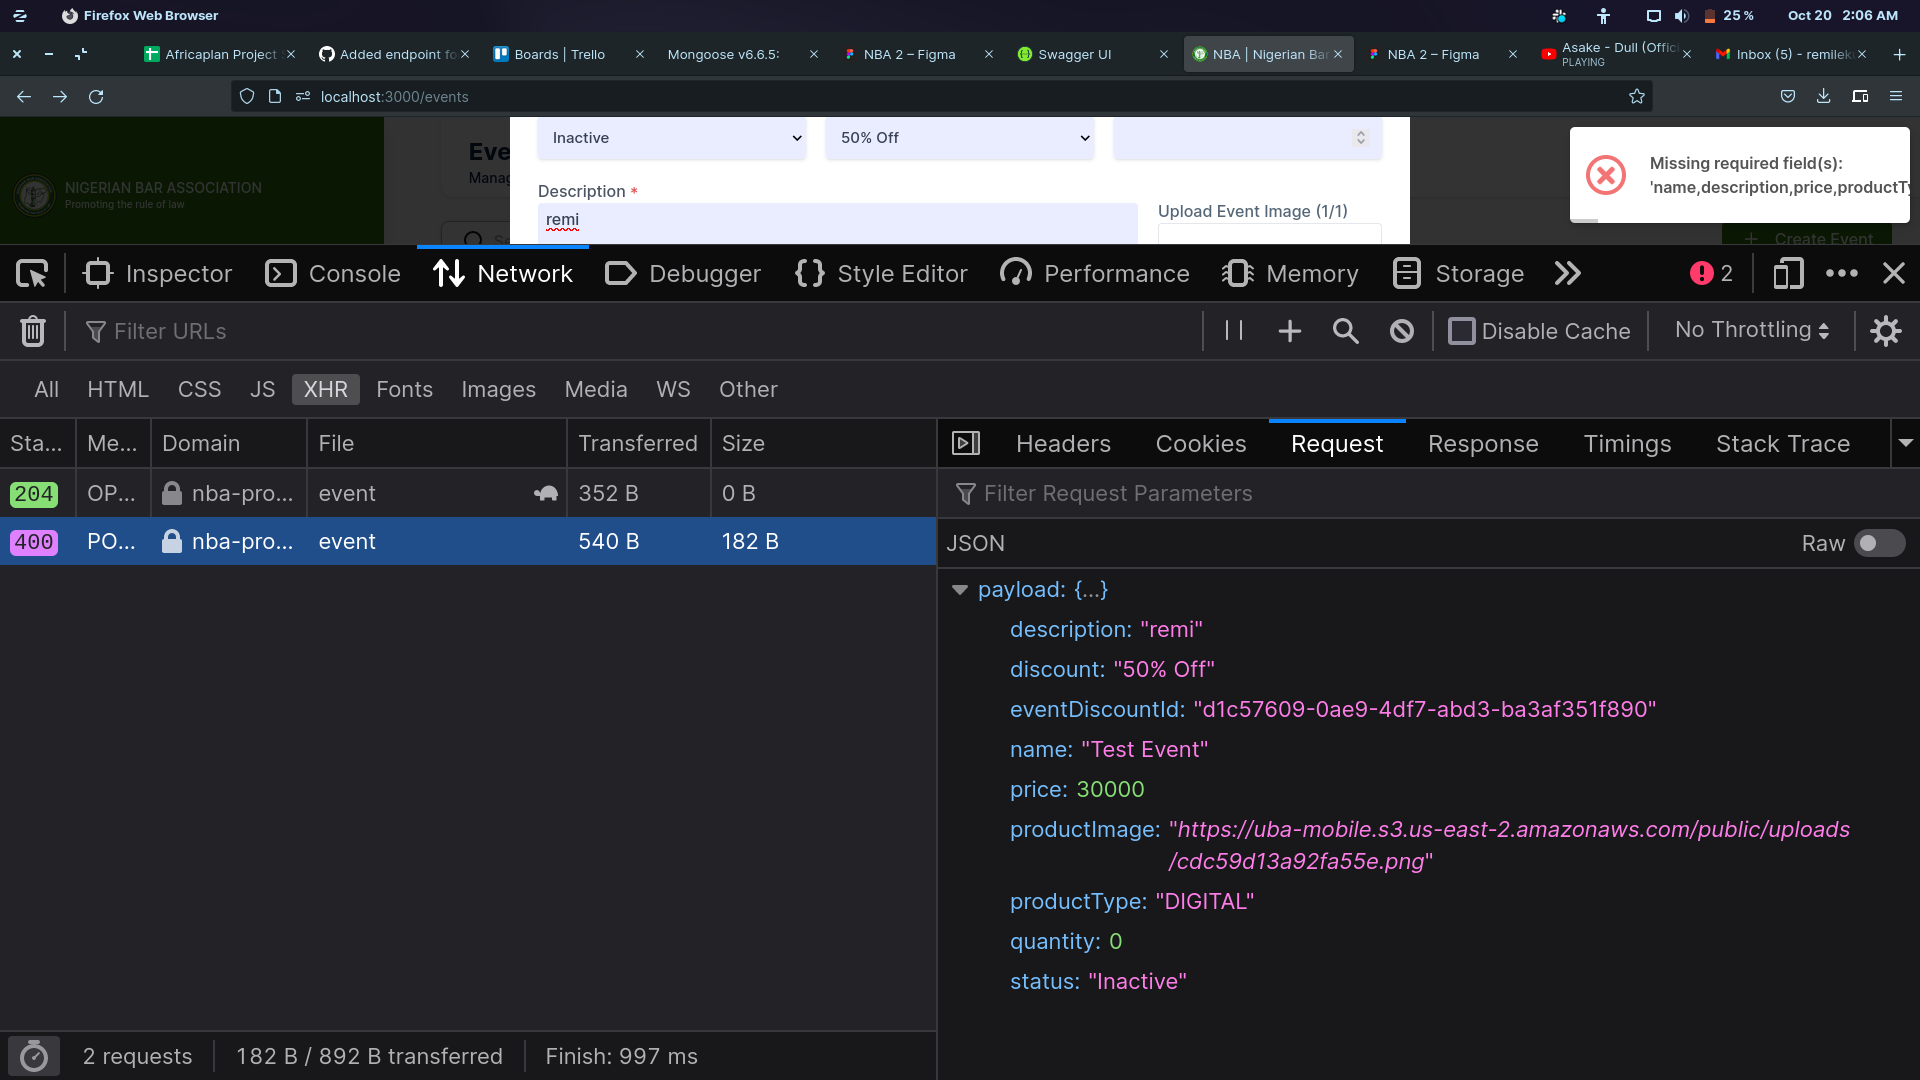 Firefox Web Browser
25 %
Oct 20 2:06 AM
Africaplan Project
Added endpoint fo
Boards | Trello
Mongoose v6.6.5:
NBA 2 – Figma
Swagger UI
NBA | Nigerian Bar
NBA 2 – Figma
Asake - Dull (Offic
PLAYING
Inbox (5) - remilek
localhost:3000/events
NIGERIAN BAR ASSOCIATION
Promoting the rule of law
Eve
Manag
Inactive
50% Off
Description *
remi
Upload Event Image (1/1)
Missing required field(s):
'name,description,price,productTy
Create Event
Inspector
Console
Network
Debugger
Style Editor
Performance
Memory
Storage
2
Filter URLs
Disable Cache
No Throttling
All
HTML
CSS
JS
XHR
Fonts
Images
Media
WS
Other
Sta...
Me...
Domain
File
Transferred
Size
204
OP...
nba-pro...
event
352 B
0 B
400
PO...
nba-pro...
event
540 B
182 B
Headers
Cookies
Request
Response
Timings
Stack Trace
Filter Request Parameters
JSON
Raw
payload: {...}
description: "remi"
discount: "50% Off"
eventDiscountId: "d1c57609-0ae9-4df7-abd3-ba3af351f890"
name: "Test Event"
price: 30000
productImage: "https://uba-mobile.s3.us-east-2.amazonaws.com/public/uploads
/cdc59d13a92fa55e.png"
productType: "DIGITAL"
quantity: 0
status: "Inactive"
2 requests
182 B / 892 B transferred
Finish: 997 ms